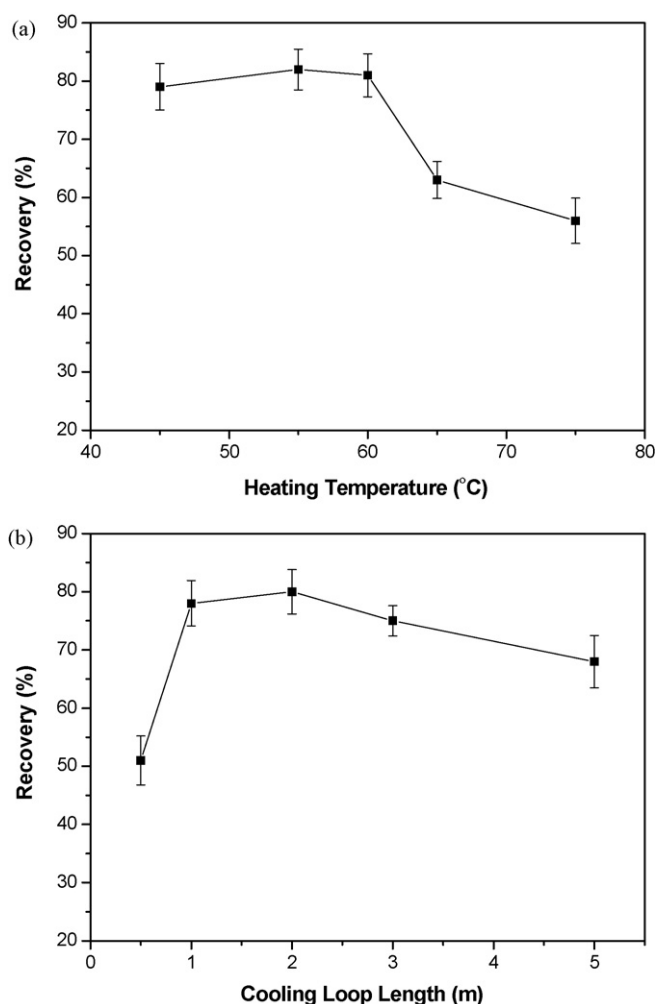 (a)
90
80
70
60
50
40
30
20
Recovery (%)
40 50 60 70 80
Heating Temperature (°C)
(b)
90
80
70
60
50
40
30
20
Recovery (%)
0 1 2 3 4 5
Cooling Loop Length (m)